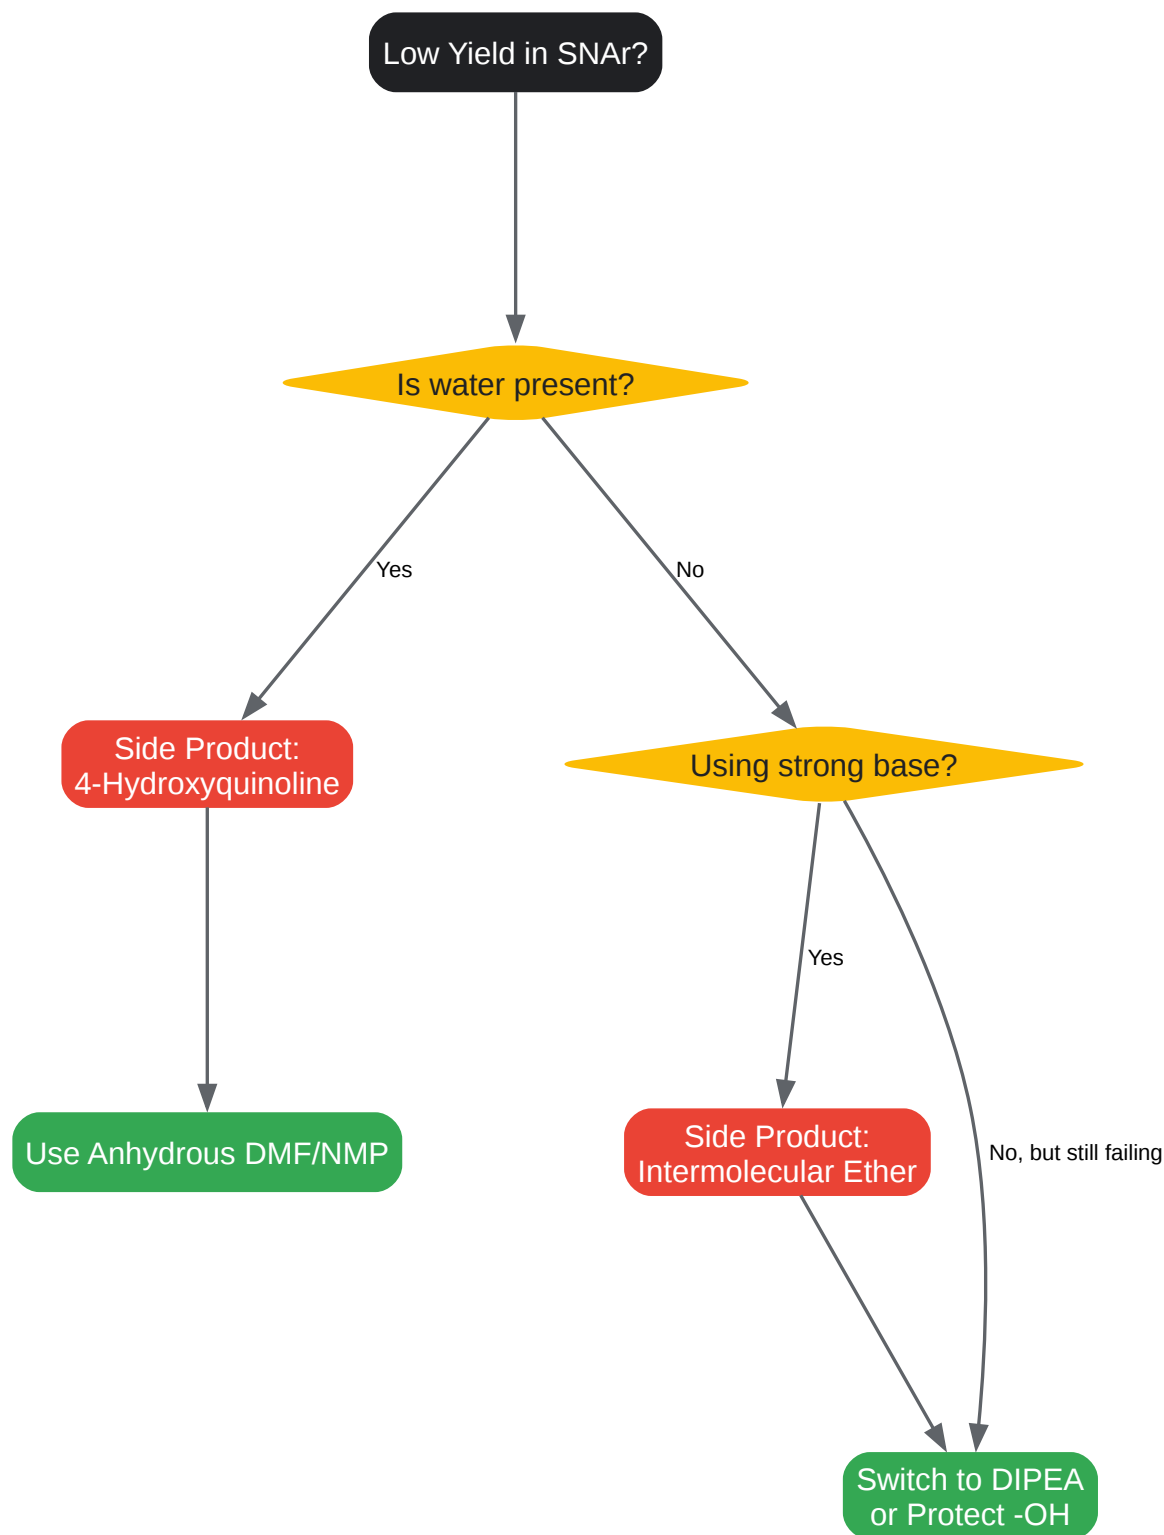 Low Yield in SNAr?
Is water present?
Yes
No
Side Product:
4-Hydroxyquinoline
Using strong base?
Yes
Side Product:
Intermolecular Ether
Use Anhydrous DMF/NMP
No, but still failing
Switch to DIPEA
or Protect -OH